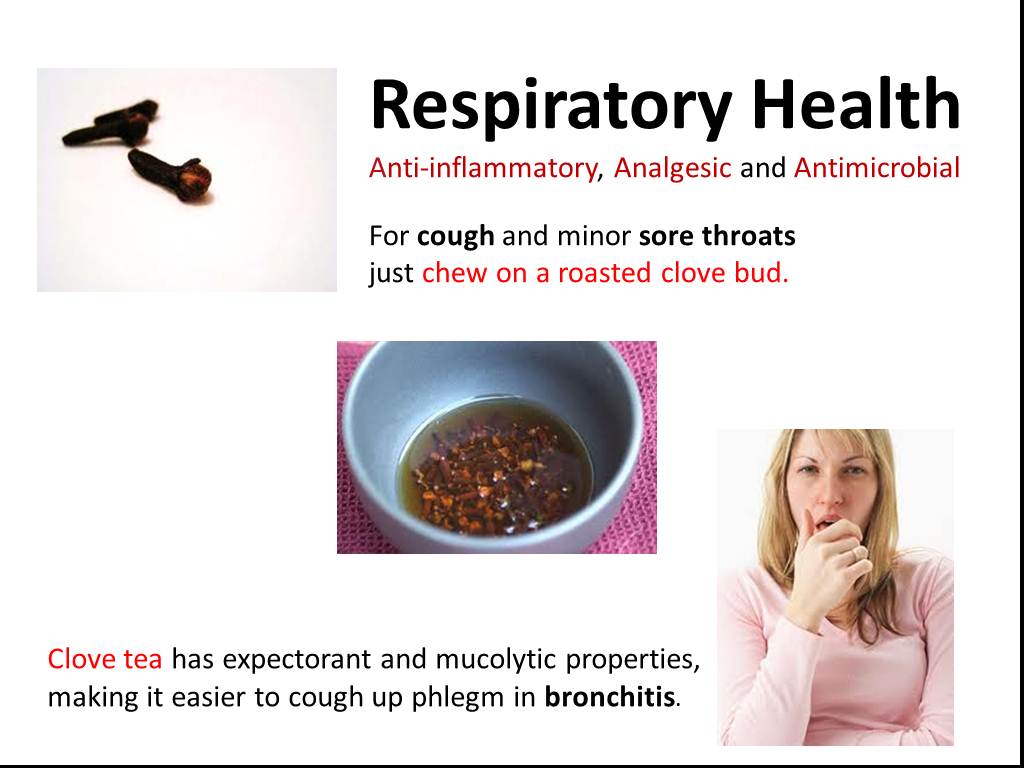 Respiratory Health
Anti-inflammatory, Analgesic and Antimicrobial
For cough and minor sore throats
just chew on a roasted clove bud.
Clove tea has expectorant and mucolytic properties,
making it easier to cough up phlegm in bronchitis.